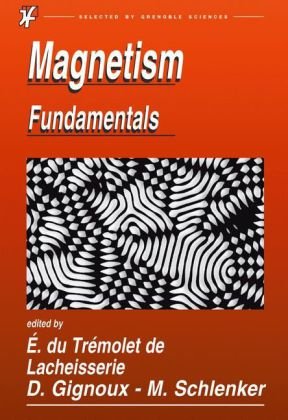 SELECTED BY GRENOBLE SCIENCES
Magnetism
Fundamentals
edited by
É. du Trémolet de
Lacheisserie
D. Gignoux - M. Schlenker